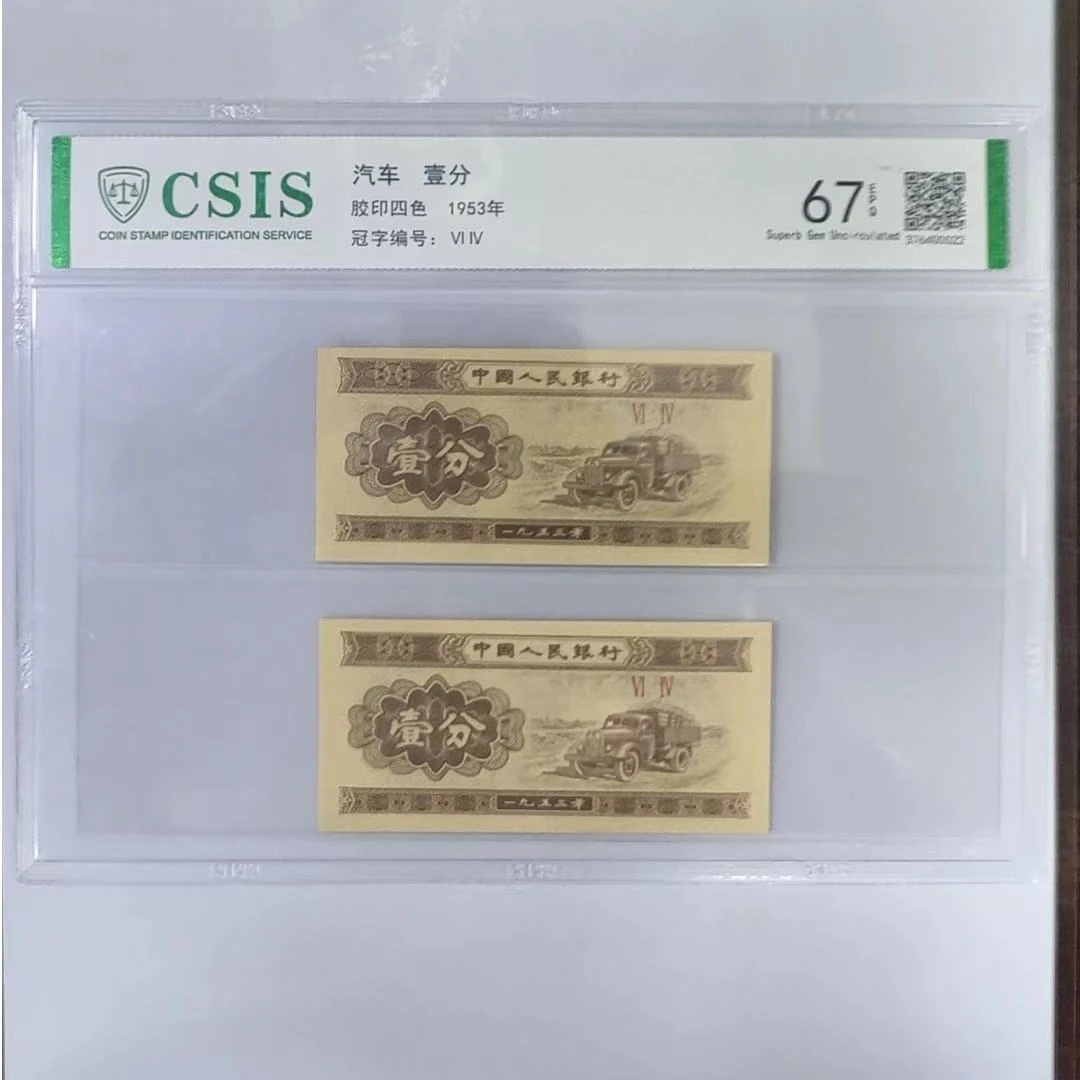 CSIS
COIN STAMP IDENTIFICATION SERVICE
汽车 壹分
胶印四色 1953年
冠字编号：Ⅵ Ⅳ
67 EPQ
Superb Gem Uncirculated
376400022
中國人民銀行
Ⅵ Ⅳ
壹分
一九五三年
中國人民銀行
Ⅵ Ⅳ
壹分
一九五三年